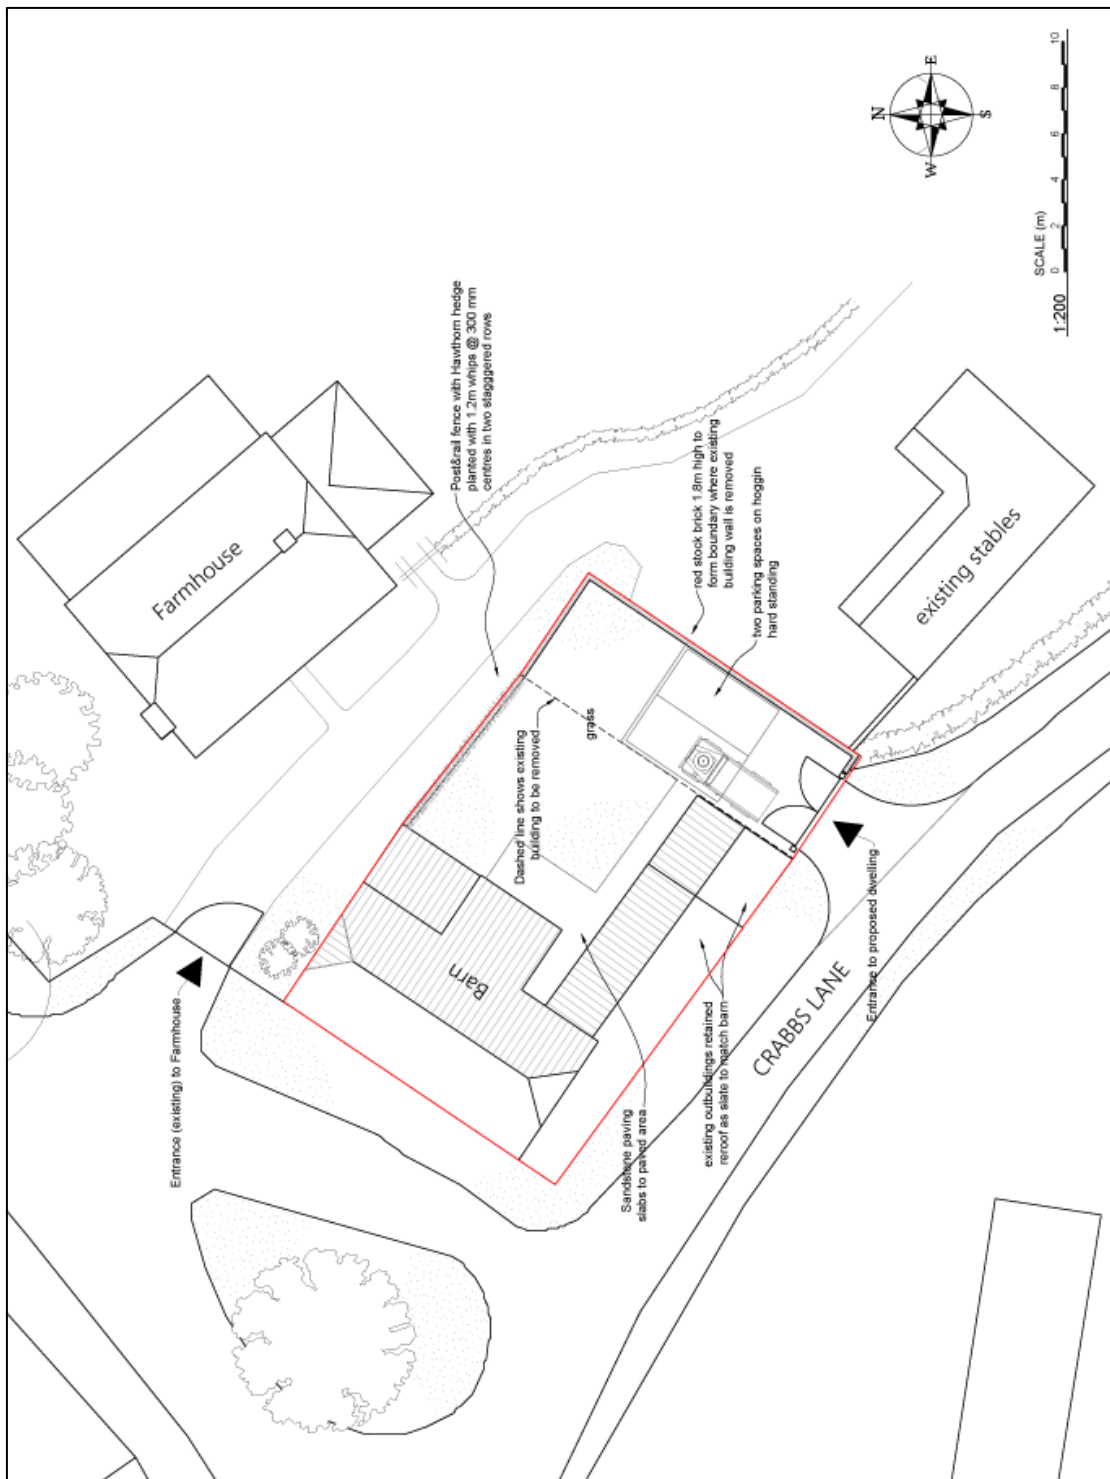 N
E
S
W
SCALE (m)
0 2 4 6 8 10
1:200
Post&rail fence with Hawthorn hedge
planted with 1.2m whips @ 300 mm
centres in two stagggered rows
Farmhouse
red stock brick 1.8m high to
form boundary where existing
building wall is removed
two parking spaces on hoggin
hard standing
existing stables
Dashed line shows existing
building to be removed
grass
Barn
Entrance (existing) to Farmhouse
Sandstone paving
slabs to paved area
existing outbuildings retained
reroof as slate to match barn
CRABBS LANE
Entrance to proposed dwelling